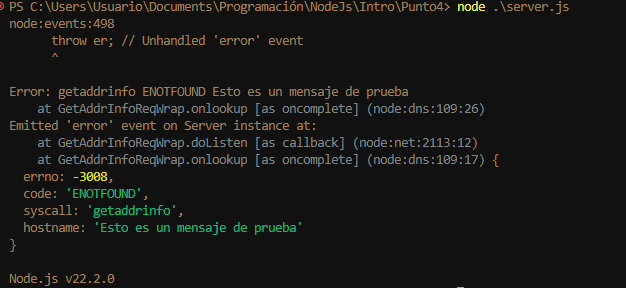 PS C:\Users\Usuario\Documents\Programación\NodeJs\Intro\Punto4> node .\server.js
node:events:498
      throw er; // Unhandled 'error' event
      ^

Error: getaddrinfo ENOTFOUND Esto es un mensaje de prueba
    at GetAddrInfoReqWrap.onlookup [as oncomplete] (node:dns:109:26)
Emitted 'error' event on Server instance at:
    at GetAddrInfoReqWrap.doListen [as callback] (node:net:2113:12)
    at GetAddrInfoReqWrap.onlookup [as oncomplete] (node:dns:109:17) {
  errno: -3008,
  code: 'ENOTFOUND',
  syscall: 'getaddrinfo',
  hostname: 'Esto es un mensaje de prueba'
}

Node.js v22.2.0